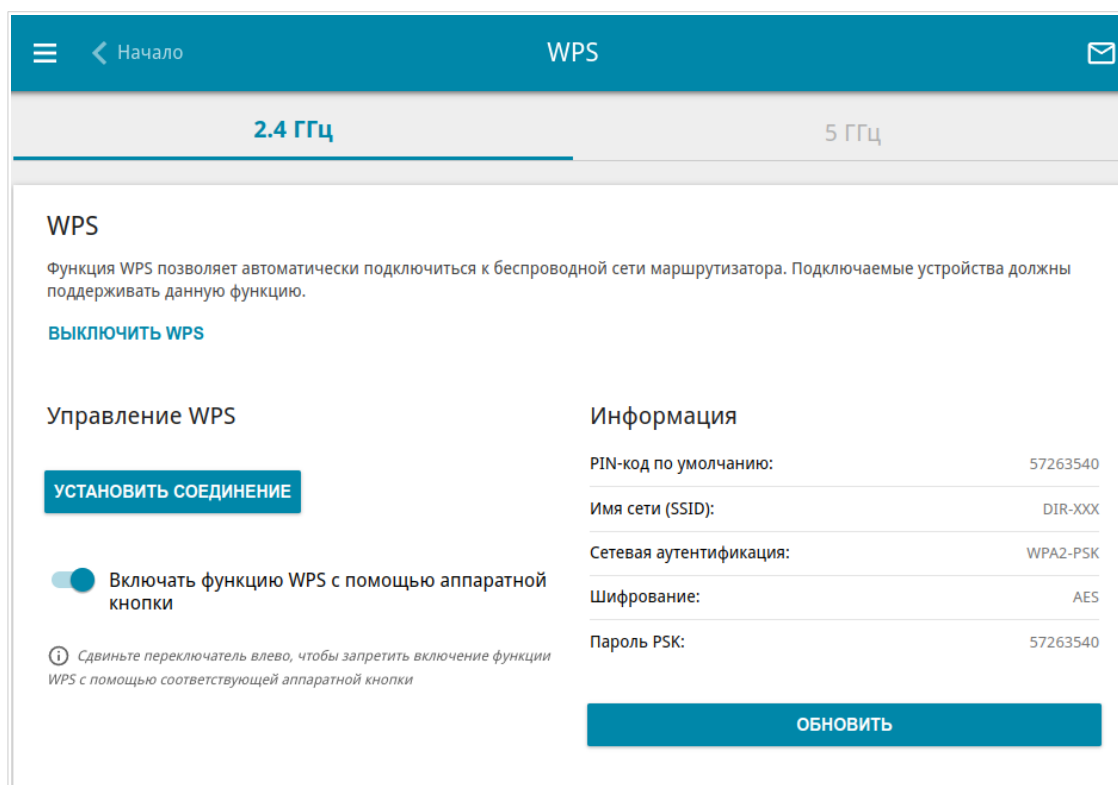 Начало
WPS
2.4 ГГц
5 ГГц
WPS
Функция WPS позволяет автоматически подключиться к беспроводной сети маршрутизатора. Подключаемые устройства должны
поддерживать данную функцию.
ВЫКЛЮЧИТЬ WPS
Управление WPS
УСТАНОВИТЬ СОЕДИНЕНИЕ
Включать функцию WPS с помощью аппаратной
кнопки
Сдвиньте переключатель влево, чтобы запретить включение функции
WPS с помощью соответствующей аппаратной кнопки
Информация
PIN-код по умолчанию: 57263540
Имя сети (SSID): DIR-XXX
Сетевая аутентификация: WPA2-PSK
Шифрование: AES
Пароль PSK: 57263540
ОБНОВИТЬ